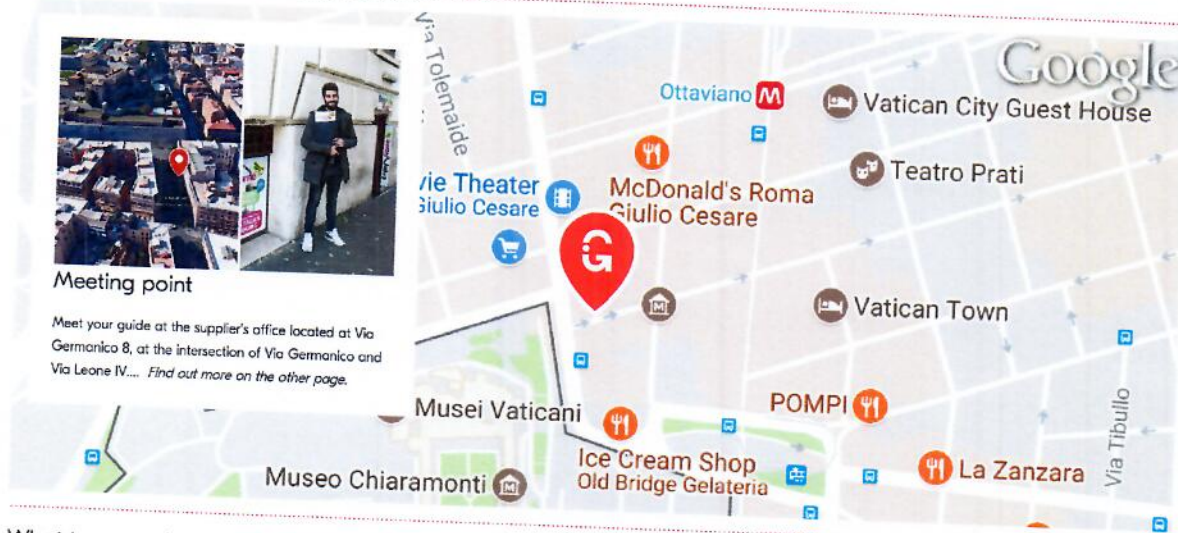 Meeting point
Meet your guide at the supplier's office located at Via
Germanico 8, at the intersection of Via Germanico and
Via Leone IV.... Find out more on the other page.
Via Tolemaide
Google
Ottaviano M
Vatican City Guest House
McDonald's Roma
Giulio Cesare
Teatro Prati
vie Theater
Giulio Cesare
G
Vatican Town
Musei Vaticani
POMPI
Via Tibullo
Ice Cream Shop
Old Bridge Gelateria
La Zanzara
Museo Chiaramonti